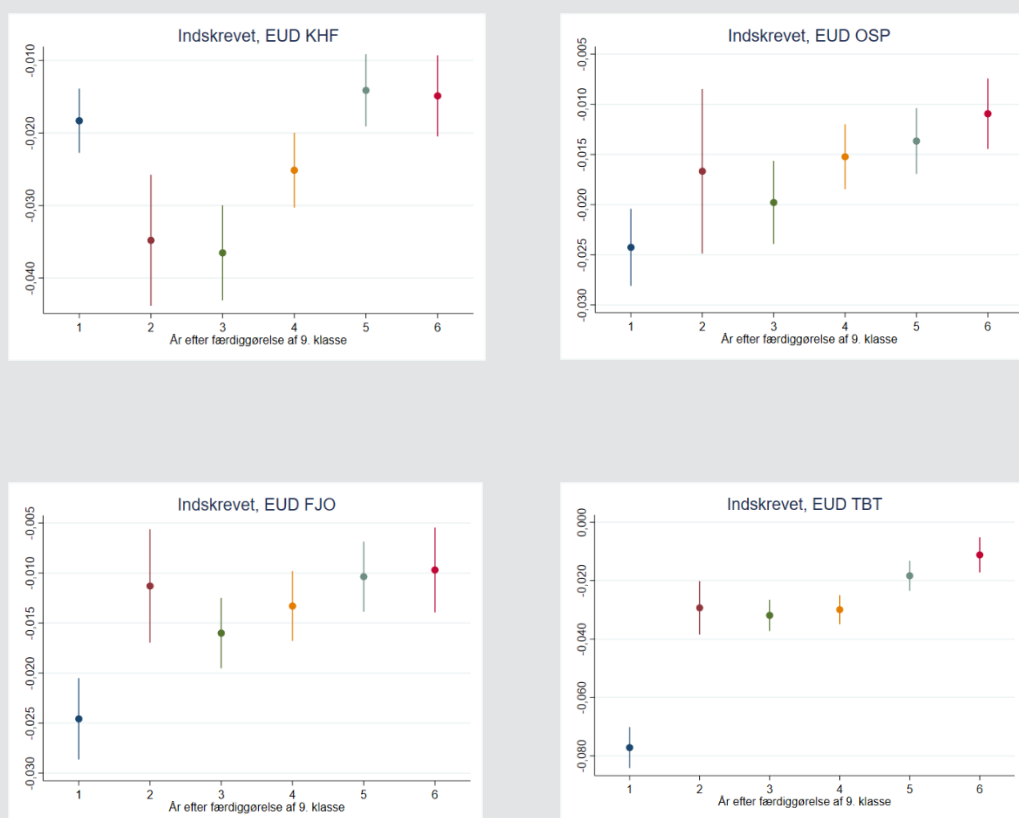 Indskrevet, EUD KHF
-0,010
-0,020
-0,030
-0,040
1 2 3 4 5 6
År efter færdiggørelse af 9. klasse
Indskrevet, EUD OSP
-0,005
-0,010
-0,015
-0,020
-0,025
-0,030
1 2 3 4 5 6
År efter færdiggørelse af 9. klasse
Indskrevet, EUD FJO
-0,005
-0,010
-0,015
-0,020
-0,025
-0,030
1 2 3 4 5 6
År efter færdiggørelse af 9. klasse
Indskrevet, EUD TBT
0,000
-0,020
-0,040
-0,060
-0,080
1 2 3 4 5 6
År efter færdiggørelse af 9. klasse